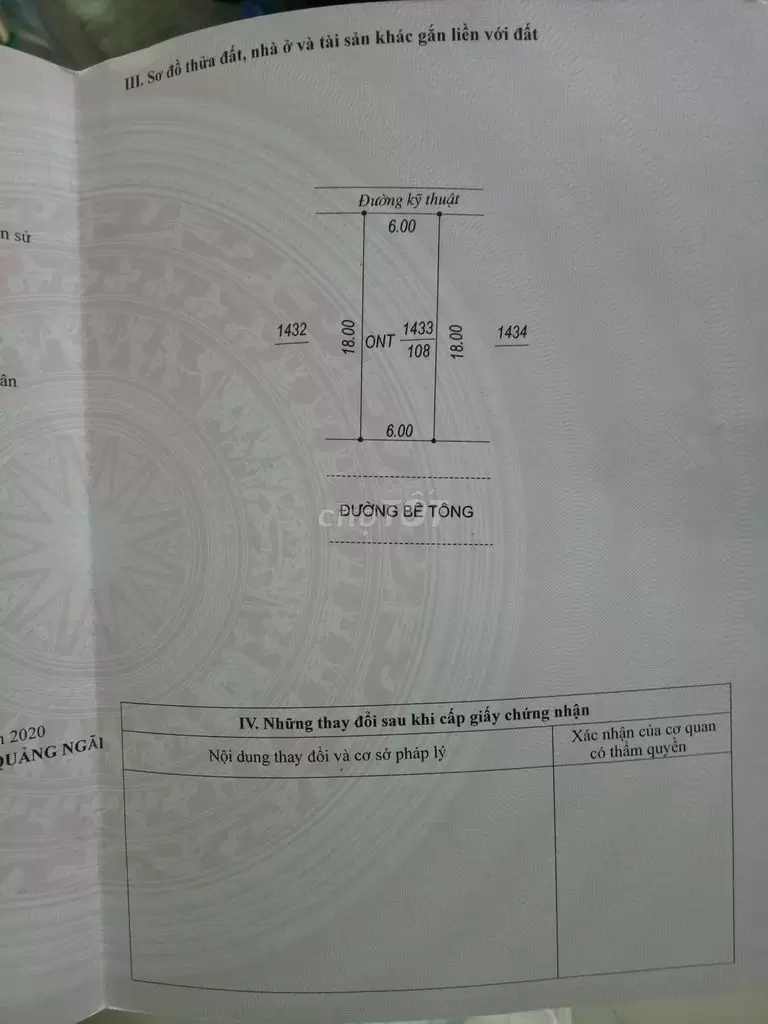 III. Sơ đồ thửa đất, nhà ở và tài sản khác gắn liền với đất
n sử
Đường kỹ thuật
6.00
1432
18.00
ONT
1433
108
18.00
1434
ân
6.00
chợTỐT
ĐƯỜNG BÊ TÔNG
2020
QUẢNG NGÃI
IV. Những thay đổi sau khi cấp giấy chứng nhận
Nội dung thay đổi và cơ sở pháp lý
Xác nhận của cơ quan
có thẩm quyền